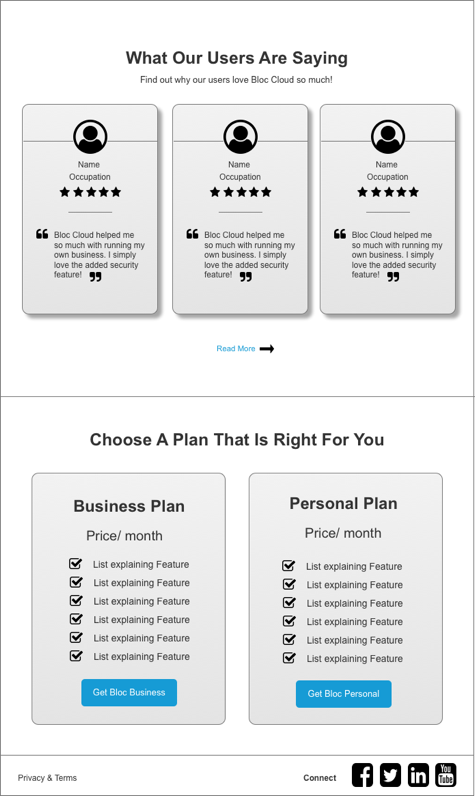 What Our Users Are Saying
Find out why our users love Bloc Cloud so much!
Name
Occupation
Bloc Cloud helped me
so much with running my
own business. I simply
love the added security
feature!
Name
Occupation
Bloc Cloud helped me
so much with running my
own business. I simply
love the added security
feature!
Name
Occupation
Bloc Cloud helped me
so much with running my
own business. I simply
love the added security
feature!
Read More
Choose A Plan That Is Right For You
Business Plan
Price/ month
List explaining Feature
List explaining Feature
List explaining Feature
List explaining Feature
List explaining Feature
List explaining Feature
Get Bloc Business
Personal Plan
Price/ month
List explaining Feature
List explaining Feature
List explaining Feature
List explaining Feature
List explaining Feature
List explaining Feature
Get Bloc Personal
Privacy & Terms
Connect
You
Tube